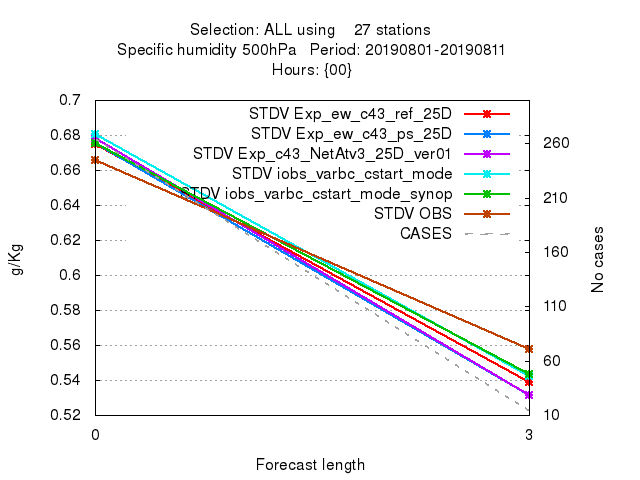 Selection: ALL using    27 stations
Specific humidity 500hPa   Period: 20190801-20190811
Hours: {00}
0.7
0.68
0.66
0.64
0.62
0.6
0.58
0.56
0.54
0.52
g/Kg
STDV Exp_ew_c43_ref_25D
STDV Exp_ew_c43_ps_25D
STDV Exp_c43_NetAtv3_25D_ver01
STDV iobs_varbc_cstart_mode
STDV iobs_varbc_cstart_mode_synop
STDV OBS
CASES
260
210
160
110
60
10
No cases
0
3
Forecast length